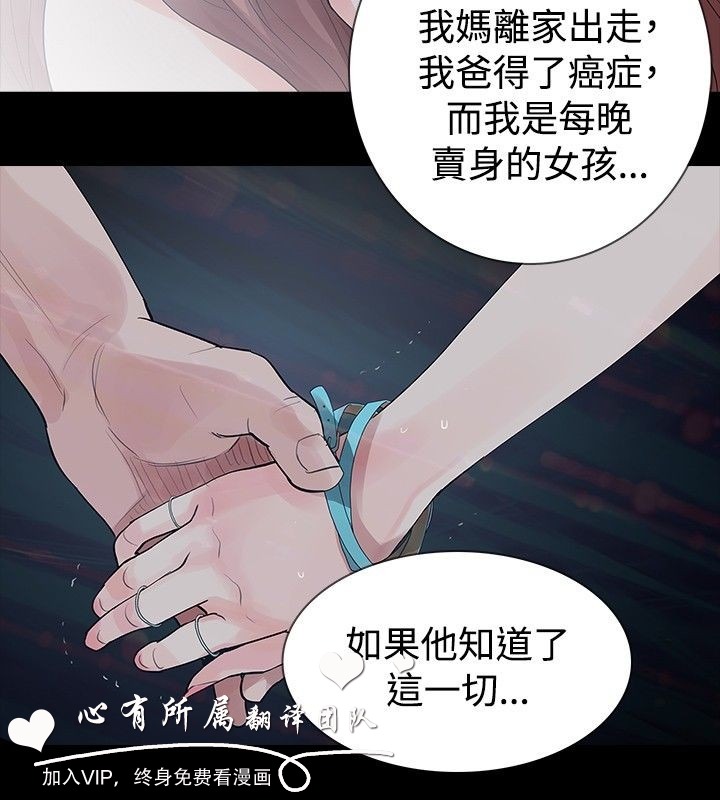 我媽離家出走，
我爸得了癌症，
而我是每晚
賣身的女孩...
如果他知道了
這一切...
心有所属翻译团队
加入VIP，终身免费看漫画